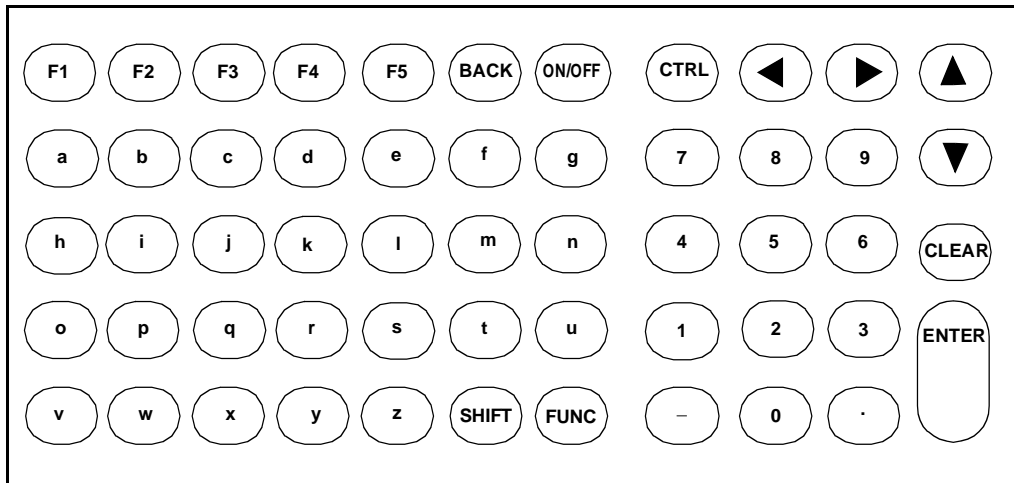 F1 F2 F3 F4 F5 BACK ON/OFF CTRL ◀ ▶ ▲
a b c d e f g 7 8 9 ▼
h i j k l m n 4 5 6 CLEAR
o p q r s t u 1 2 3 ENTER
v w x y z SHIFT FUNC – 0 .